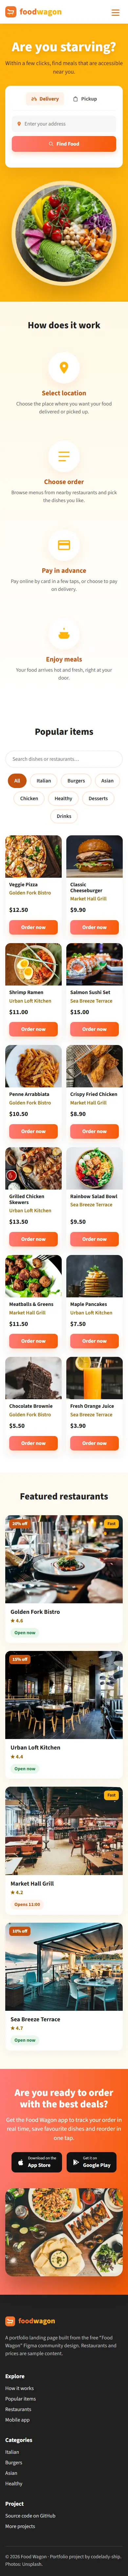 foodwagon
Are you starving?
Within a few clicks, find meals that are accessible
near you.
Delivery
Pickup
Enter your address
Find Food
How does it work
Select location
Choose the place where you want your food
delivered or picked up.
Choose order
Browse menus from nearby restaurants and pick
the dishes you like.
Pay in advance
Pay online by card in a few taps, or choose to pay
on delivery.
Enjoy meals
Your food arrives hot and fresh, right at your
door.
Popular items
Search dishes or restaurants…
All
Italian
Burgers
Asian
Chicken
Healthy
Desserts
Drinks
Veggie Pizza
Golden Fork Bistro
$12.50
Order now
Classic
Cheeseburger
Market Hall Grill
$9.90
Order now
Shrimp Ramen
Urban Loft Kitchen
$11.00
Order now
Salmon Sushi Set
Sea Breeze Terrace
$15.00
Order now
Penne Arrabbiata
Golden Fork Bistro
$10.50
Order now
Crispy Fried Chicken
Market Hall Grill
$8.90
Order now
Grilled Chicken
Skewers
Urban Loft Kitchen
$13.50
Order now
Rainbow Salad Bowl
Sea Breeze Terrace
$9.50
Order now
Meatballs & Greens
Market Hall Grill
$11.50
Order now
Maple Pancakes
Urban Loft Kitchen
$7.50
Order now
Chocolate Brownie
Golden Fork Bistro
$5.50
Order now
Fresh Orange Juice
Sea Breeze Terrace
$3.90
Order now
Featured restaurants
20% off
Fast
Golden Fork Bistro
★ 4.6
Open now
15% off
Urban Loft Kitchen
★ 4.4
Open now
Fast
Market Hall Grill
★ 4.2
Opens 11:00
10% off
Sea Breeze Terrace
★ 4.7
Open now
Are you ready to order
with the best deals?
Get the Food Wagon app to track your order in
real time, save favourite dishes and reorder in
one tap.
Download on the
App Store
Get it on
Google Play
foodwagon
A portfolio landing page built from the free "Food
Wagon" Figma community design. Restaurants and
prices are sample content.
Explore
How it works
Popular items
Restaurants
Mobile app
Categories
Italian
Burgers
Asian
Healthy
Project
Source code on GitHub
More projects
© 2026 Food Wagon · Portfolio project by
Photos: Unsplash.